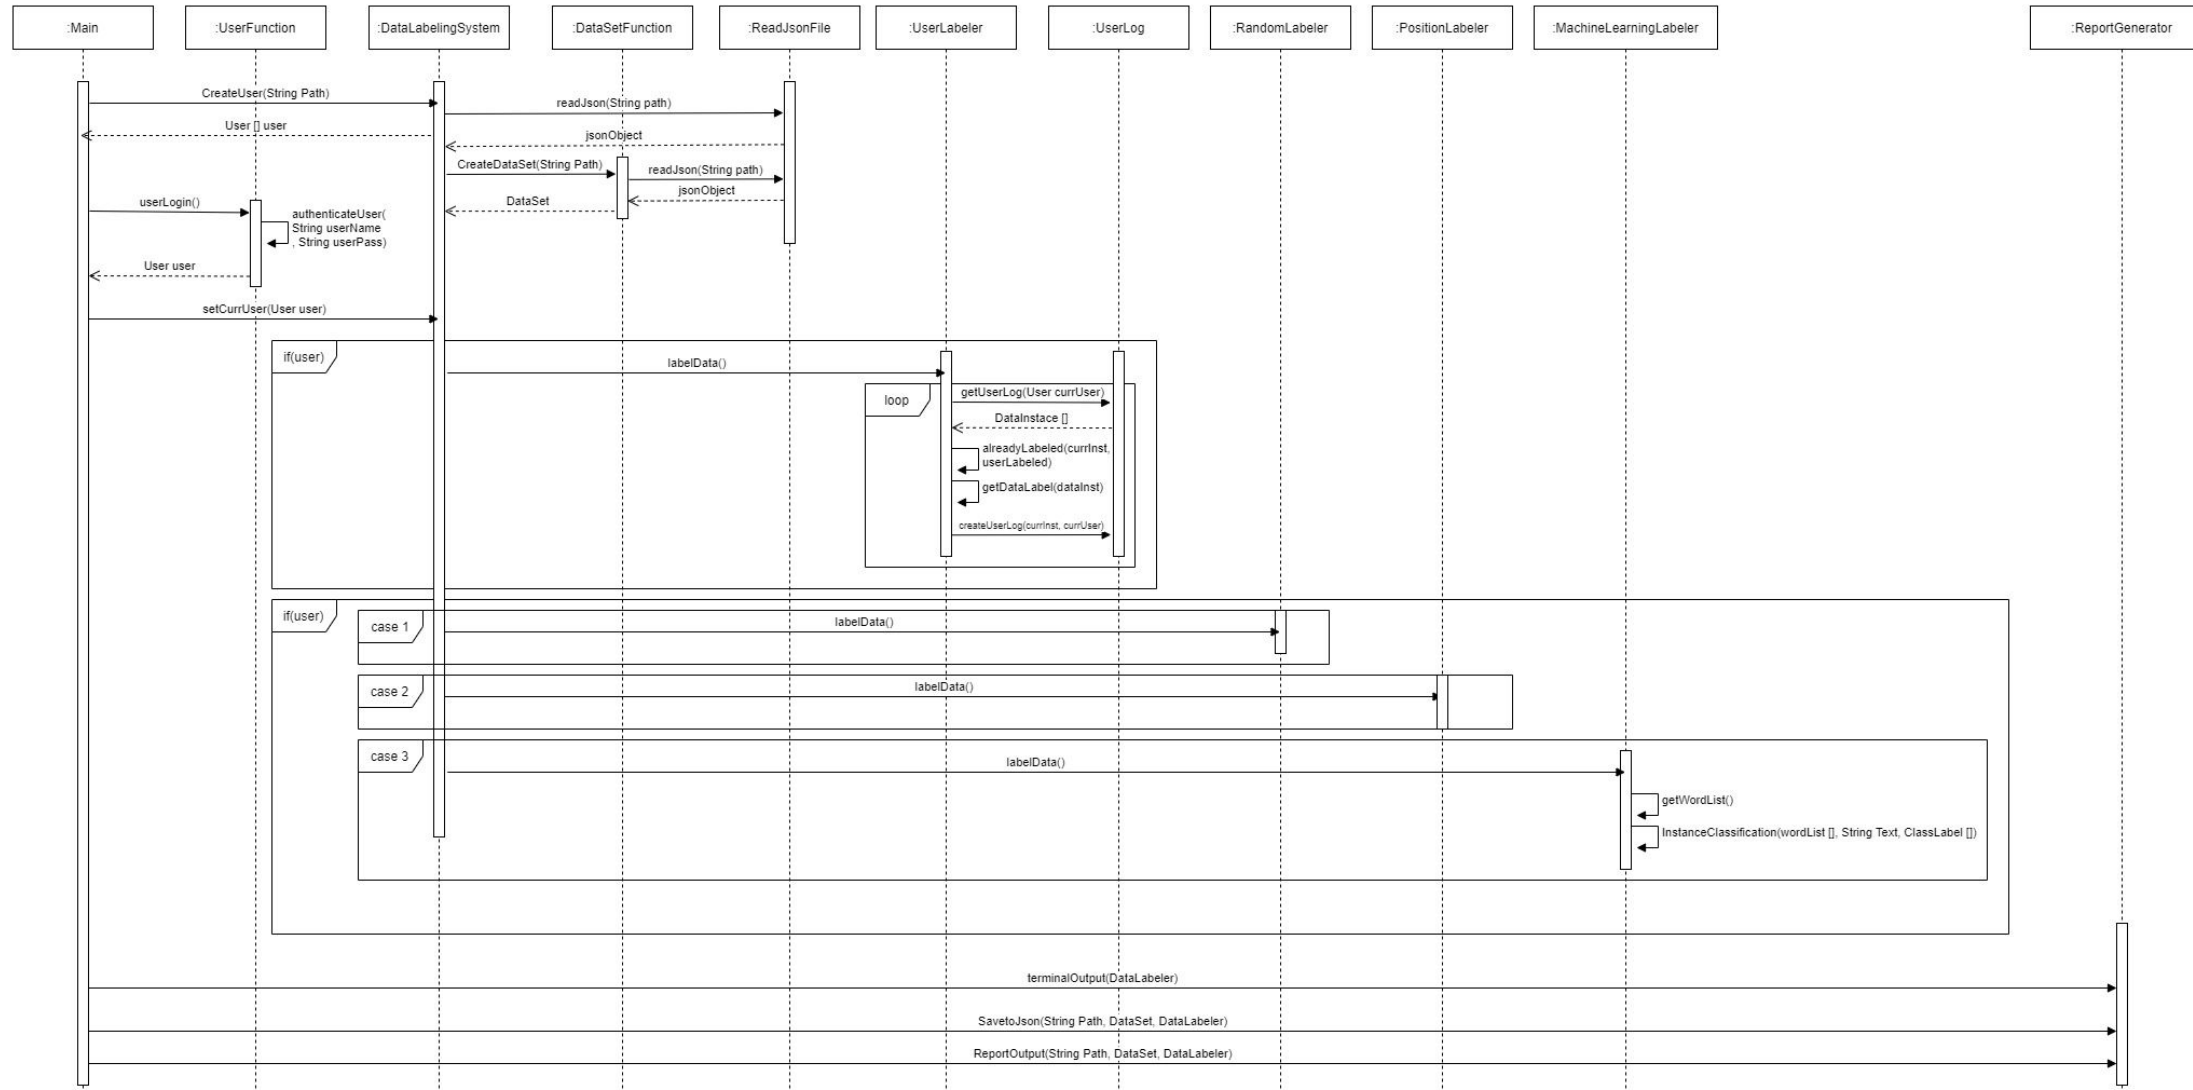 :Main
:UserFunction
:DataLabelingSystem
:DataSetFunction
:ReadJsonFile
:UserLabeler
:UserLog
:RandomLabeler
:PositionLabeler
:MachineLearningLabeler
:ReportGenerator
CreateUser(String Path)
readJson(String path)
User [] user
jsonObject
CreateDataSet(String Path)
readJson(String path)
jsonObject
userLogin()
DataSet
authenticateUser(
String userName
, String userPass)
User user
setCurrUser(User user)
if(user)
labelData()
loop
getUserLog(User currUser)
DataInstace []
alreadyLabeled(currInst,
userLabeled)
getDataLabel(dataInst)
createUserLog(currInst, currUser)
if(user)
case 1
labelData()
case 2
labelData()
case 3
labelData()
getWordList()
InstanceClassification(wordList [], String Text, ClassLabel [])
terminalOutput(DataLabeler)
SavetoJson(String Path, DataSet, DataLabeler)
ReportOutput(String Path, DataSet, DataLabeler)